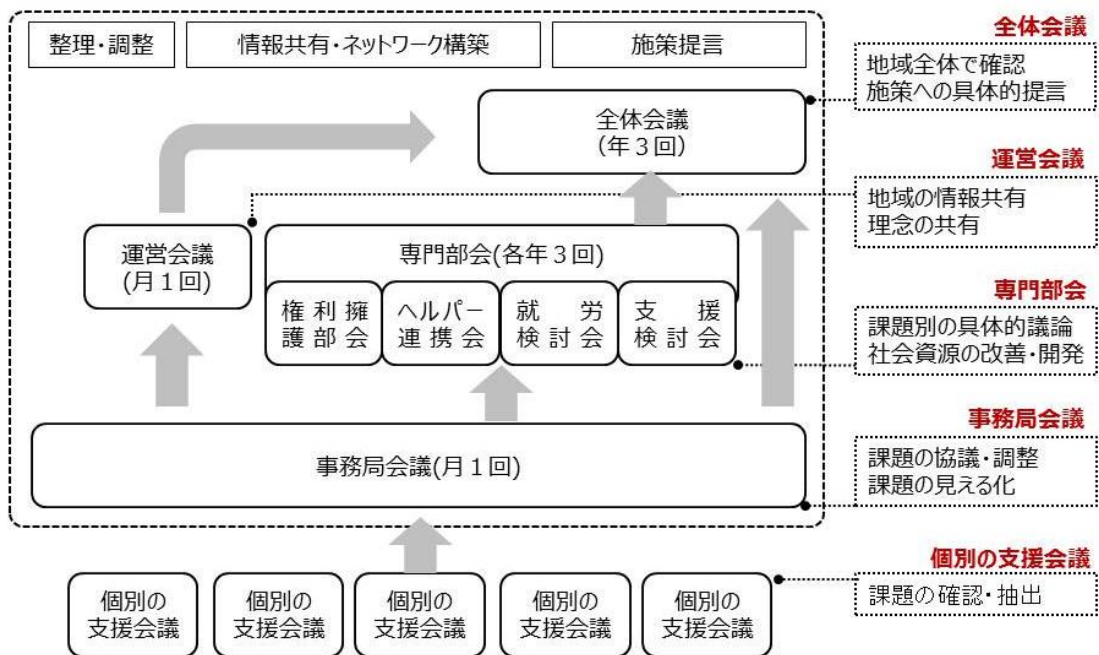 整理・調整
情報共有・ネットワーク構築
施策提言
全体会議
(年３回)
運営会議
(月１回)
専門部会(各年３回)
権利擁
護部会
ヘルパー
連携会
就労
検討会
支援
検討会
事務局会議(月１回)
個別の
支援会議
個別の
支援会議
個別の
支援会議
個別の
支援会議
個別の
支援会議
全体会議
地域全体で確認
施策への具体的提言
運営会議
地域の情報共有
理念の共有
専門部会
課題別の具体的議論
社会資源の改善・開発
事務局会議
課題の協議・調整
課題の見える化
個別の支援会議
課題の確認・抽出